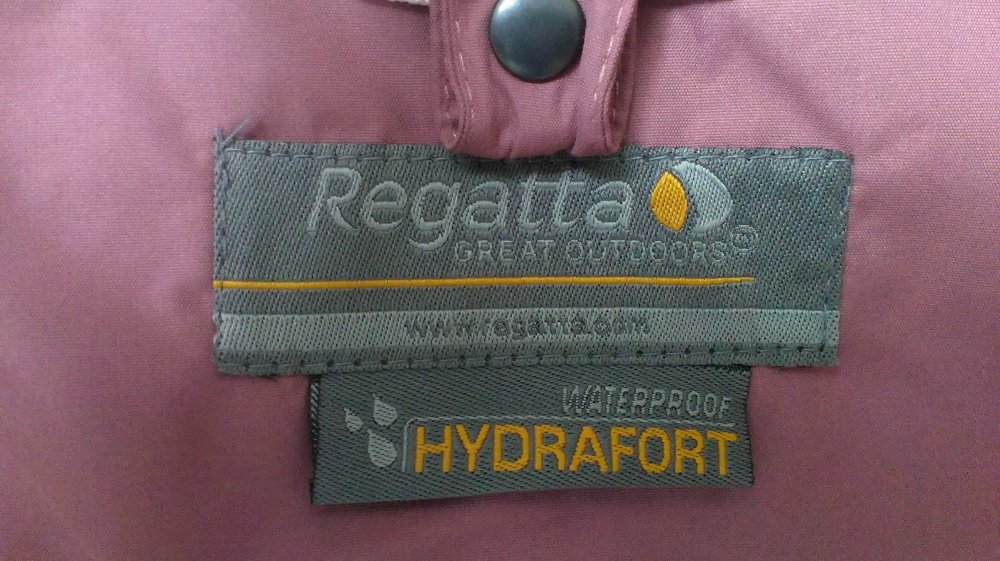 Regatta
GREAT OUTDOORS
www.regatta.com
WATERPROOF
HYDRAFORT